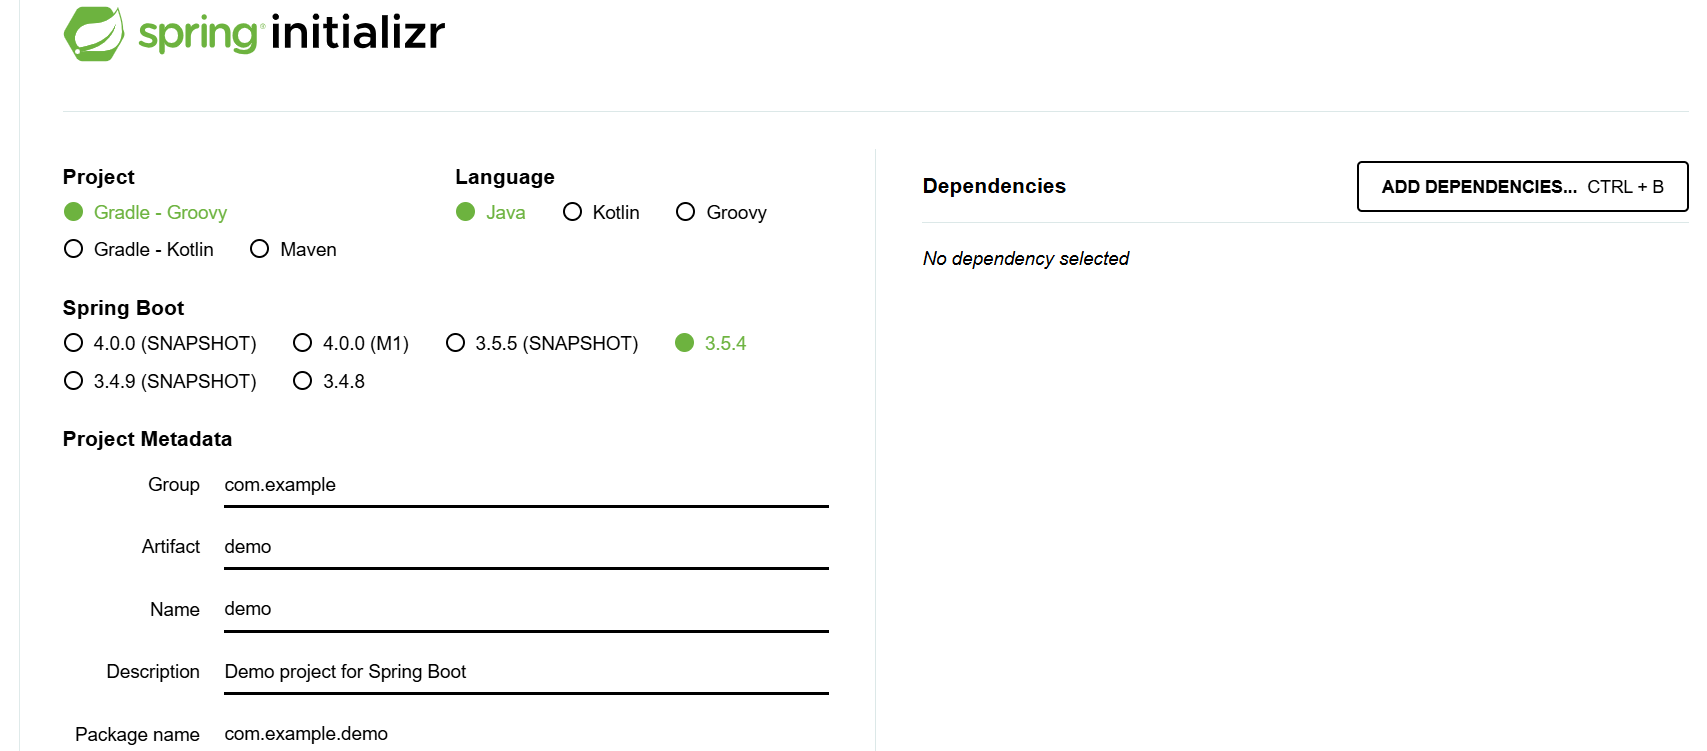 spring initializr
Project
Gradle - Groovy
Gradle - Kotlin Maven
Language
Java Kotlin Groovy
Spring Boot
4.0.0 (SNAPSHOT) 4.0.0 (M1) 3.5.5 (SNAPSHOT) 3.5.4
3.4.9 (SNAPSHOT) 3.4.8
Project Metadata
Group com.example
Artifact demo
Name demo
Description Demo project for Spring Boot
Package name com.example.demo
Dependencies
ADD DEPENDENCIES... CTRL + B
No dependency selected